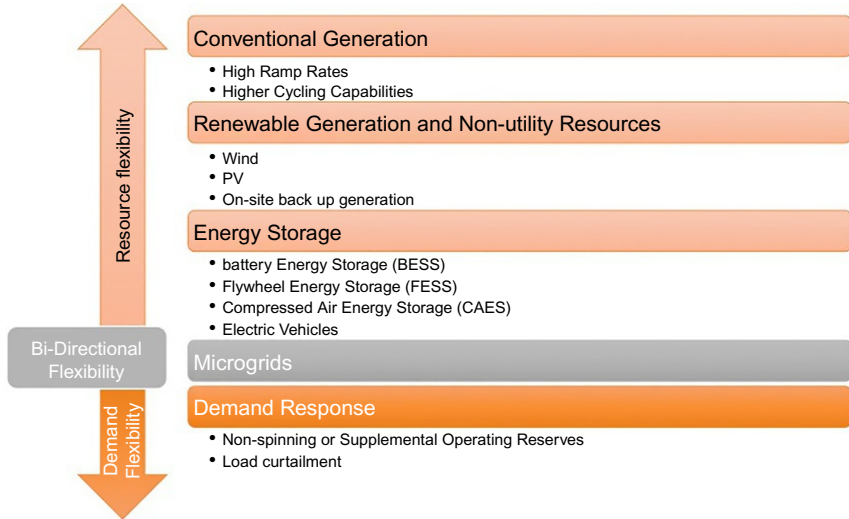 Resource flexibility
Bi-Directional
Flexibility
Demand
Flexibility
Conventional Generation
• High Ramp Rates
• Higher Cycling Capabilities
Renewable Generation and Non-utility Resources
• Wind
• PV
• On-site back up generation
Energy Storage
• battery Energy Storage (BESS)
• Flywheel Energy Storage (FESS)
• Compressed Air Energy Storage (CAES)
• Electric Vehicles
Microgrids
Demand Response
• Non-spinning or Supplemental Operating Reserves
• Load curtailment